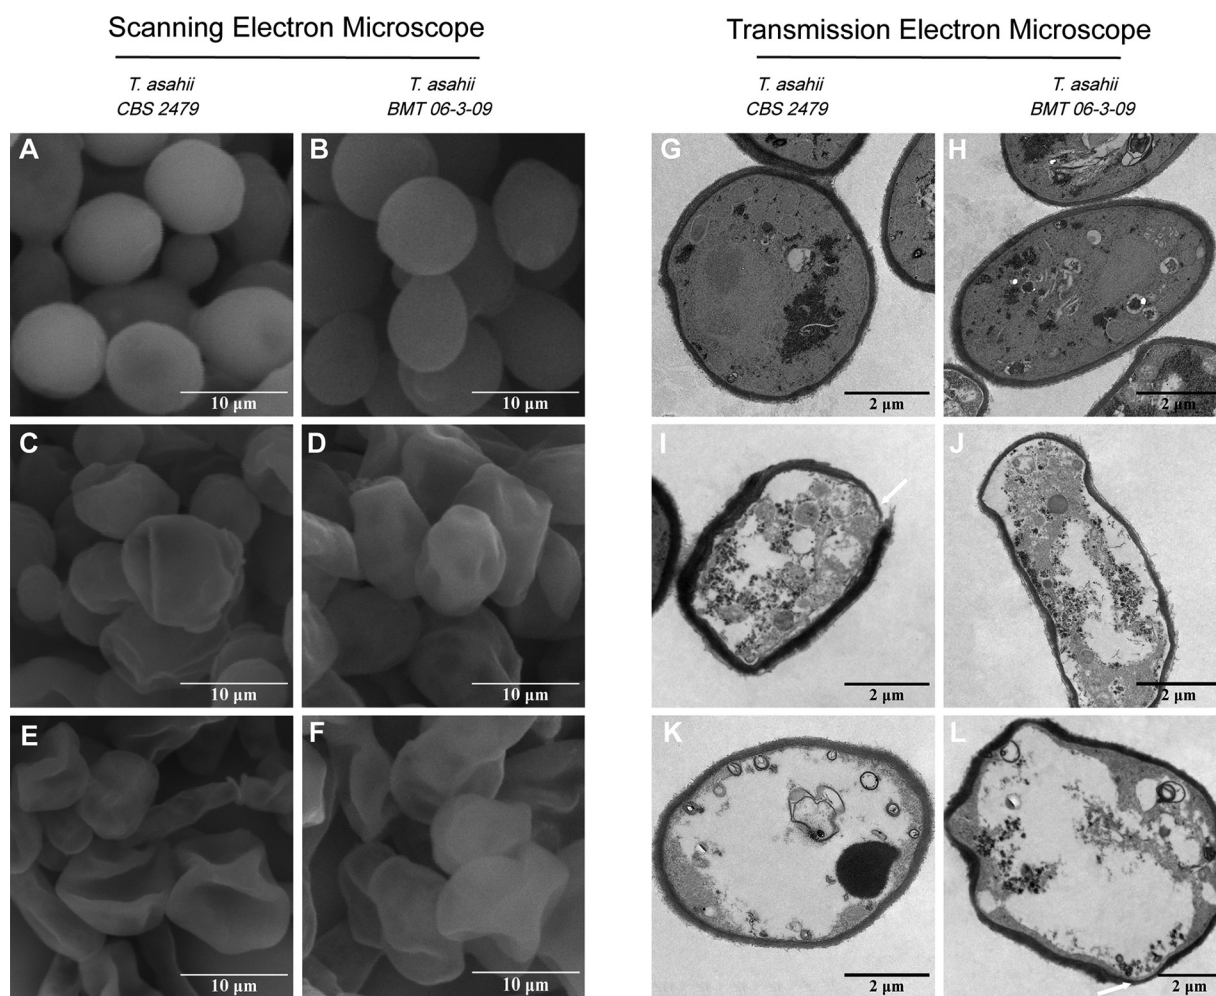 Scanning Electron Microscope
Transmission Electron Microscope
T. asahii
CBS 2479
T. asahii
BMT 06-3-09
T. asahii
CBS 2479
T. asahii
BMT 06-3-09
A
B
G
H
10 μm
10 μm
2 μm
2 μm
C
D
I
J
10 μm
10 μm
2 μm
2 μm
E
F
K
L
10 μm
10 μm
2 μm
2 μm